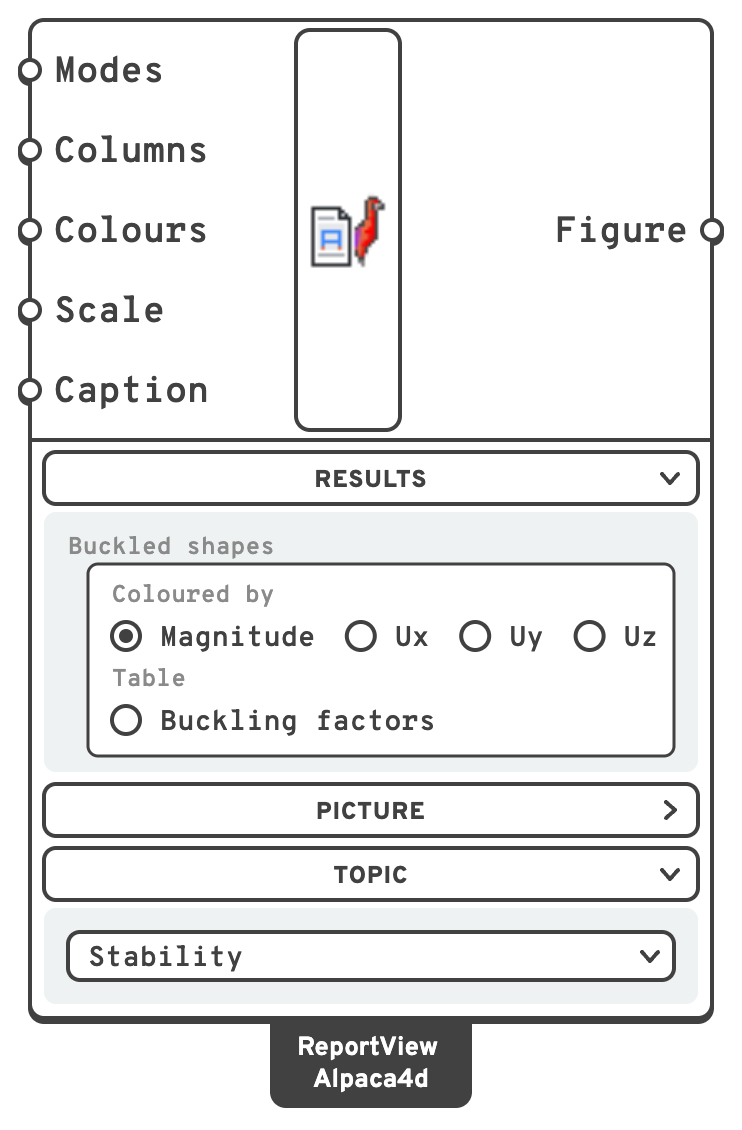 Modes
Columns
Colours
Scale
Caption
Figure
RESULTS
Buckled shapes
Coloured by
Magnitude Ux Uy Uz
Table
Buckling factors
PICTURE
TOPIC
Stability
ReportView
Alpaca4d